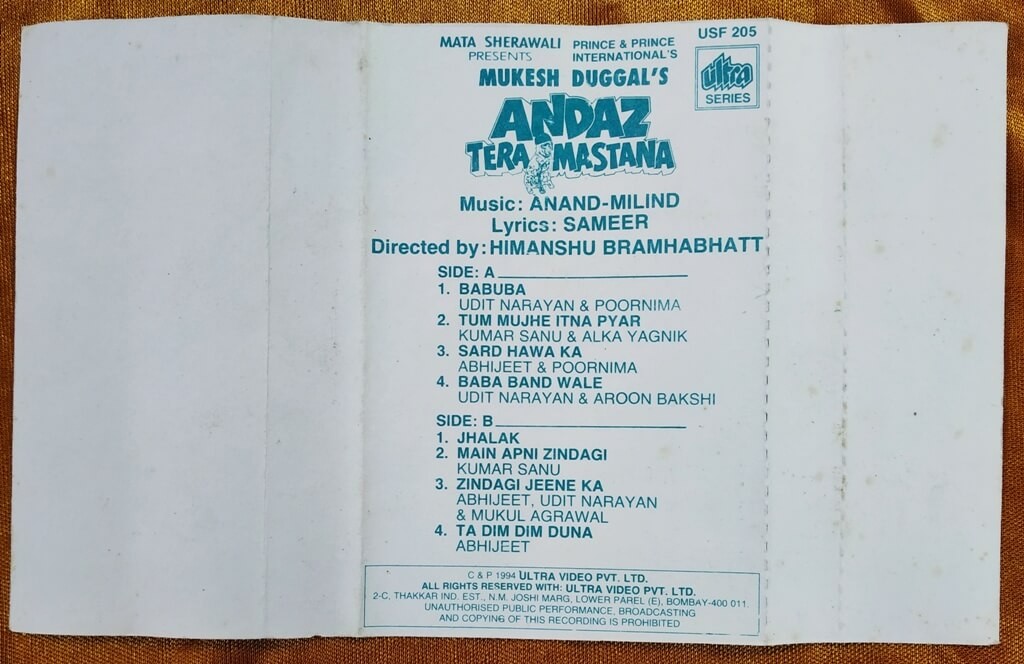 MATA SHERAWALI
PRESENTS
PRINCE & PRINCE
INTERNATIONAL'S
USF 205
ultra
SERIES
MUKESH DUGGAL'S
ANDAZ
TERA MASTANA
Music: ANAND-MILIND
Lyrics: SAMEER
Directed by: HIMANSHU BRAMHABHATT
SIDE: A
1. BABUBA
UDIT NARAYAN & POORNIMA
2. TUM MUJHE ITNA PYAR
KUMAR SANU & ALKA YAGNIK
3. SARD HAWA KA
ABHIJEET & POORNIMA
4. BABA BAND WALE
UDIT NARAYAN & AROON BAKSHI
SIDE: B
1. JHALAK
2. MAIN APNI ZINDAGI
KUMAR SANU
3. ZINDAGI JEENE KA
ABHIJEET, UDIT NARAYAN
& MUKUL AGRAWAL
4. TA DIM DIM DUNA
ABHIJEET
C & P 1994 ULTRA VIDEO PVT. LTD.
ALL RIGHTS RESERVED WITH: ULTRA VIDEO PVT. LTD.
2-C, THAKKAR IND. EST., N.M. JOSHI MARG, LOWER PAREL (E), BOMBAY-400 011.
UNAUTHORISED PUBLIC PERFORMANCE, BROADCASTING
AND COPYING OF THIS RECORDING IS PROHIBITED